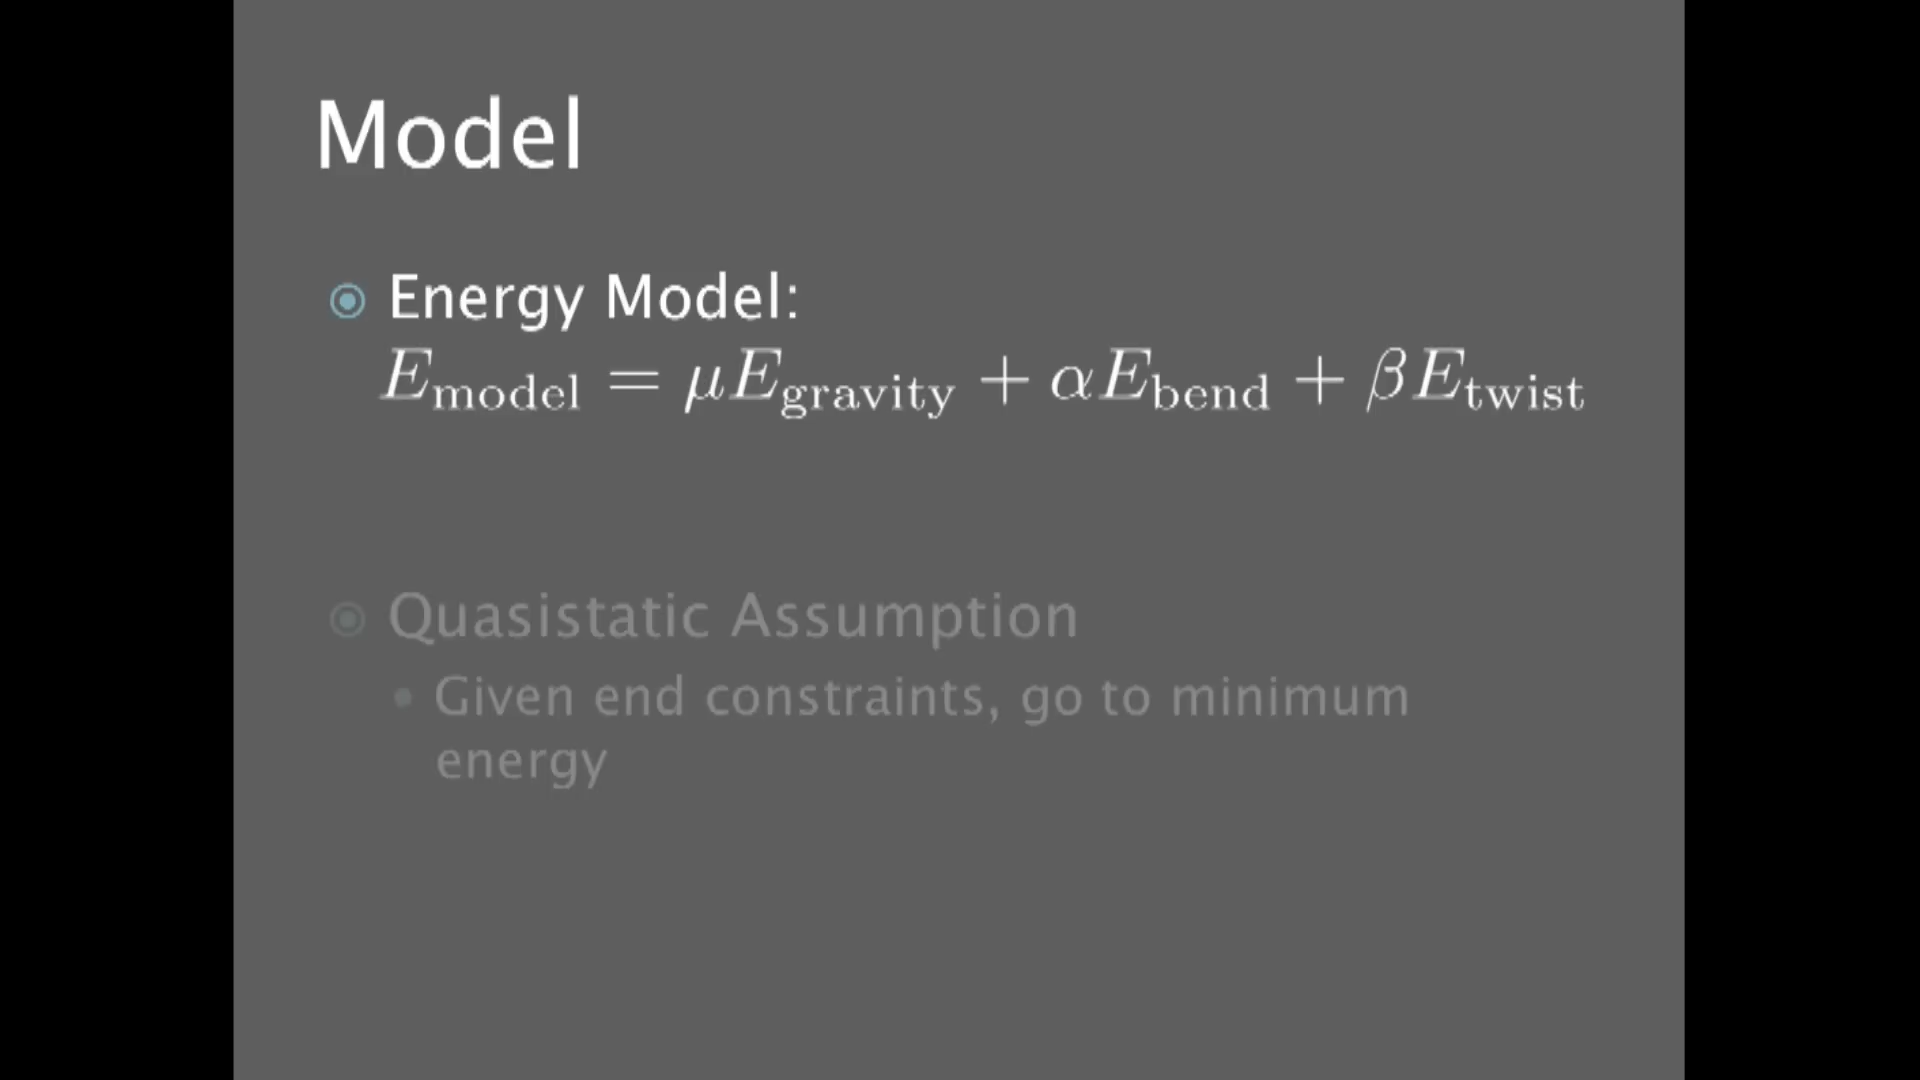 Model
Energy Model:
E_model = μE_gravity + αE_bend + βE_twist
Quasistatic Assumption
Given end constraints, go to minimum
energy